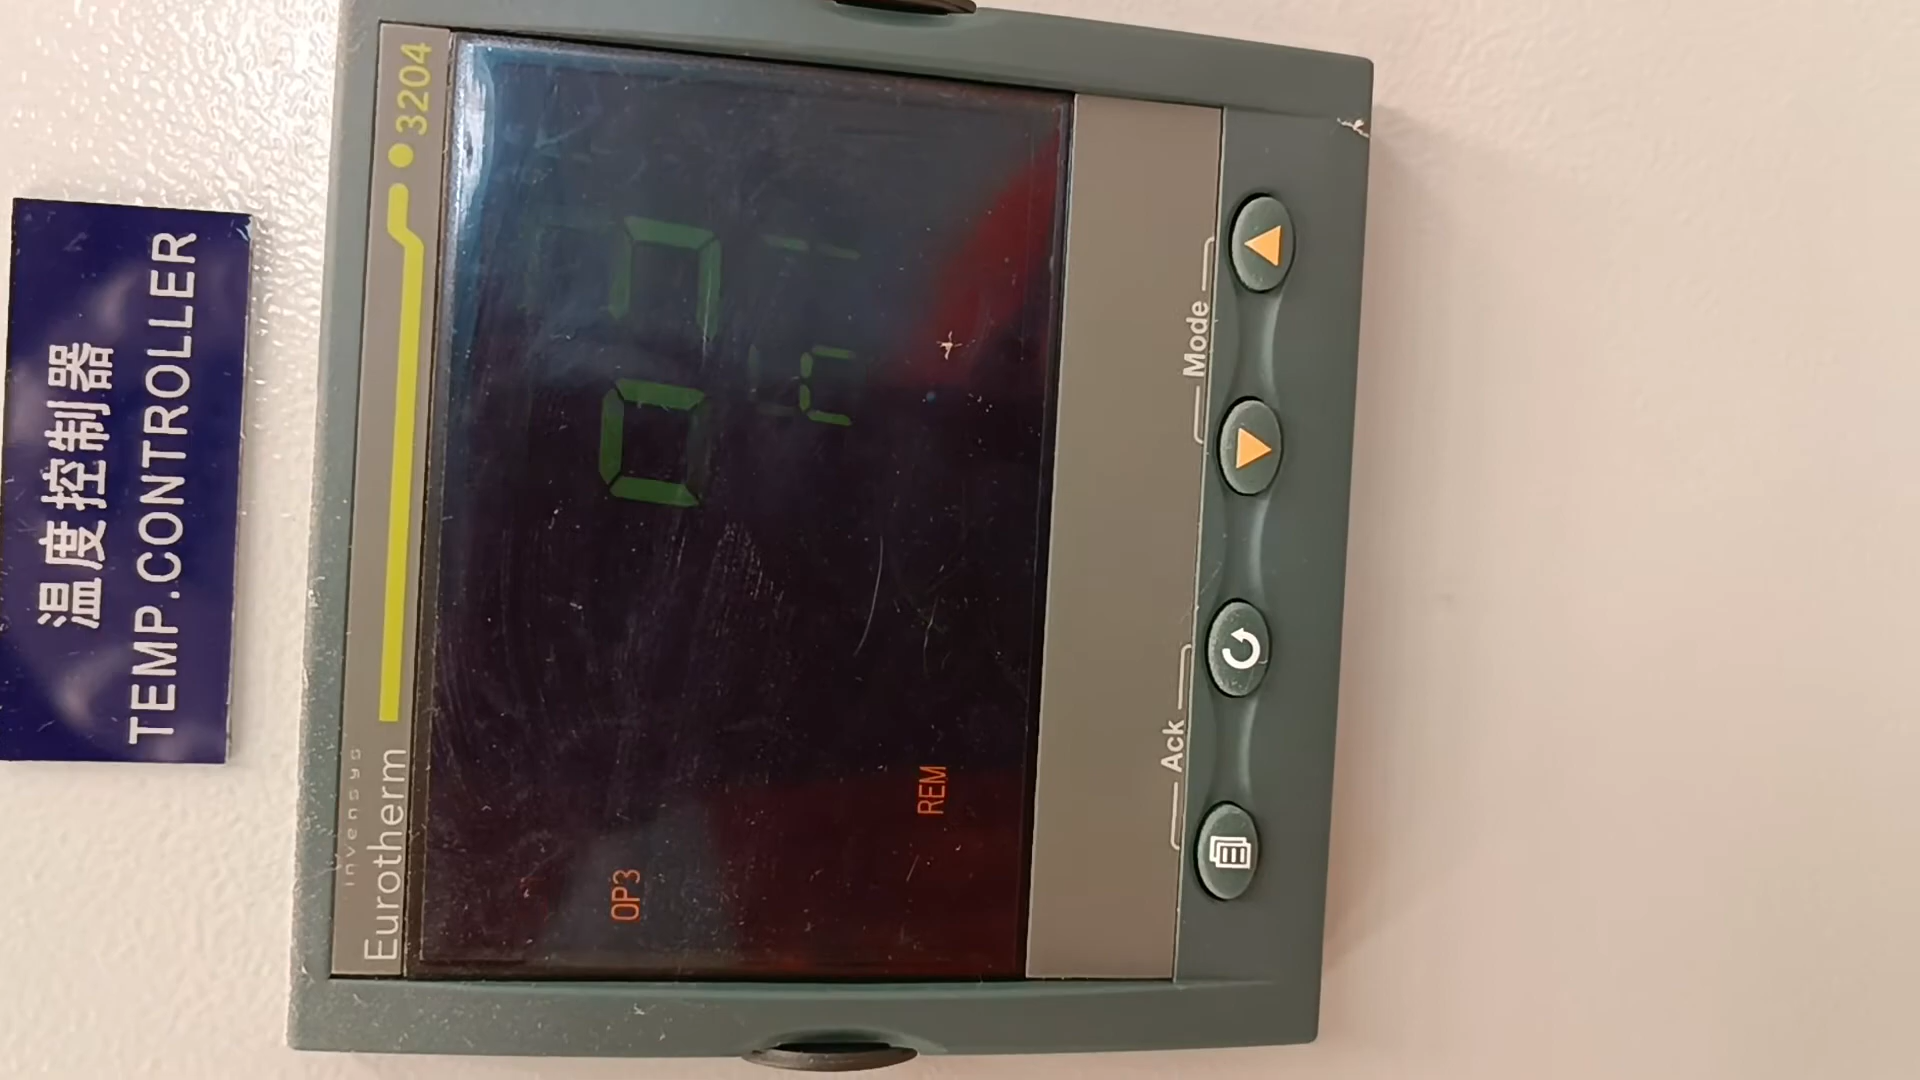 温度控制器
TEMP.CONTROLLER
invensys
Eurotherm
3204
OP3
REM
Ack
Mode